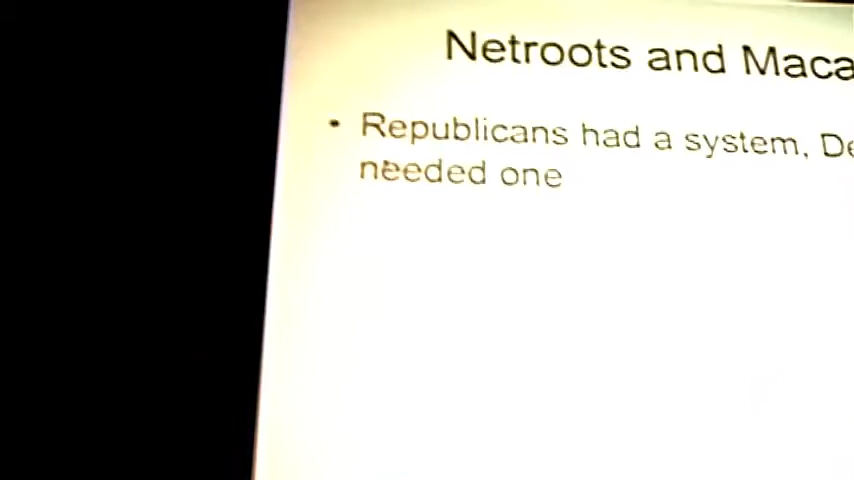 Netroots and Maca
• Republicans had a system, De
needed one